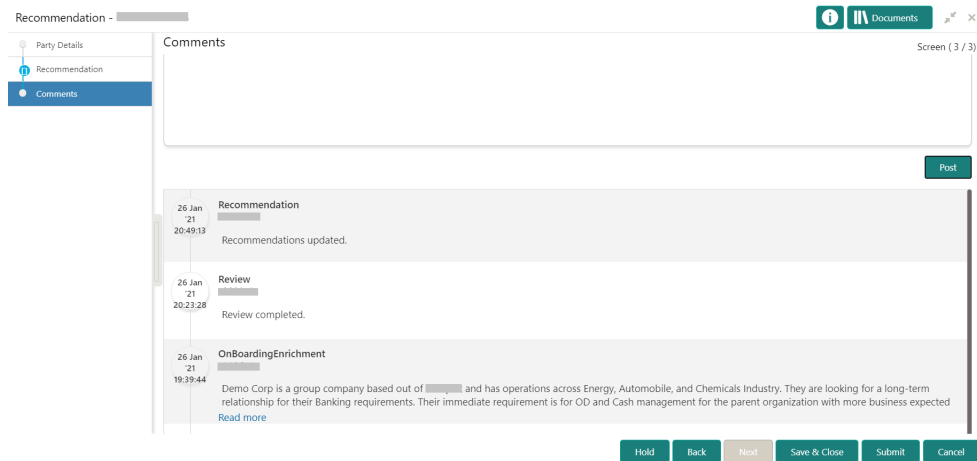 Recommendation -
Documents
Party Details
Recommendation
Comments
Comments
Screen ( 3 / 3)
Post
26 Jan
'21
20:49:13
Recommendation
Recommendations updated.
26 Jan
'21
20:23:28
Review
Review completed.
26 Jan
'21
19:39:44
OnBoardingEnrichment
Demo Corp is a group company based out of and has operations across Energy, Automobile, and Chemicals Industry. They are looking for a long-term
relationship for their Banking requirements. Their immediate requirement is for OD and Cash management for the parent organization with more business expected
Read more
Hold
Back
Next
Save & Close
Submit
Cancel